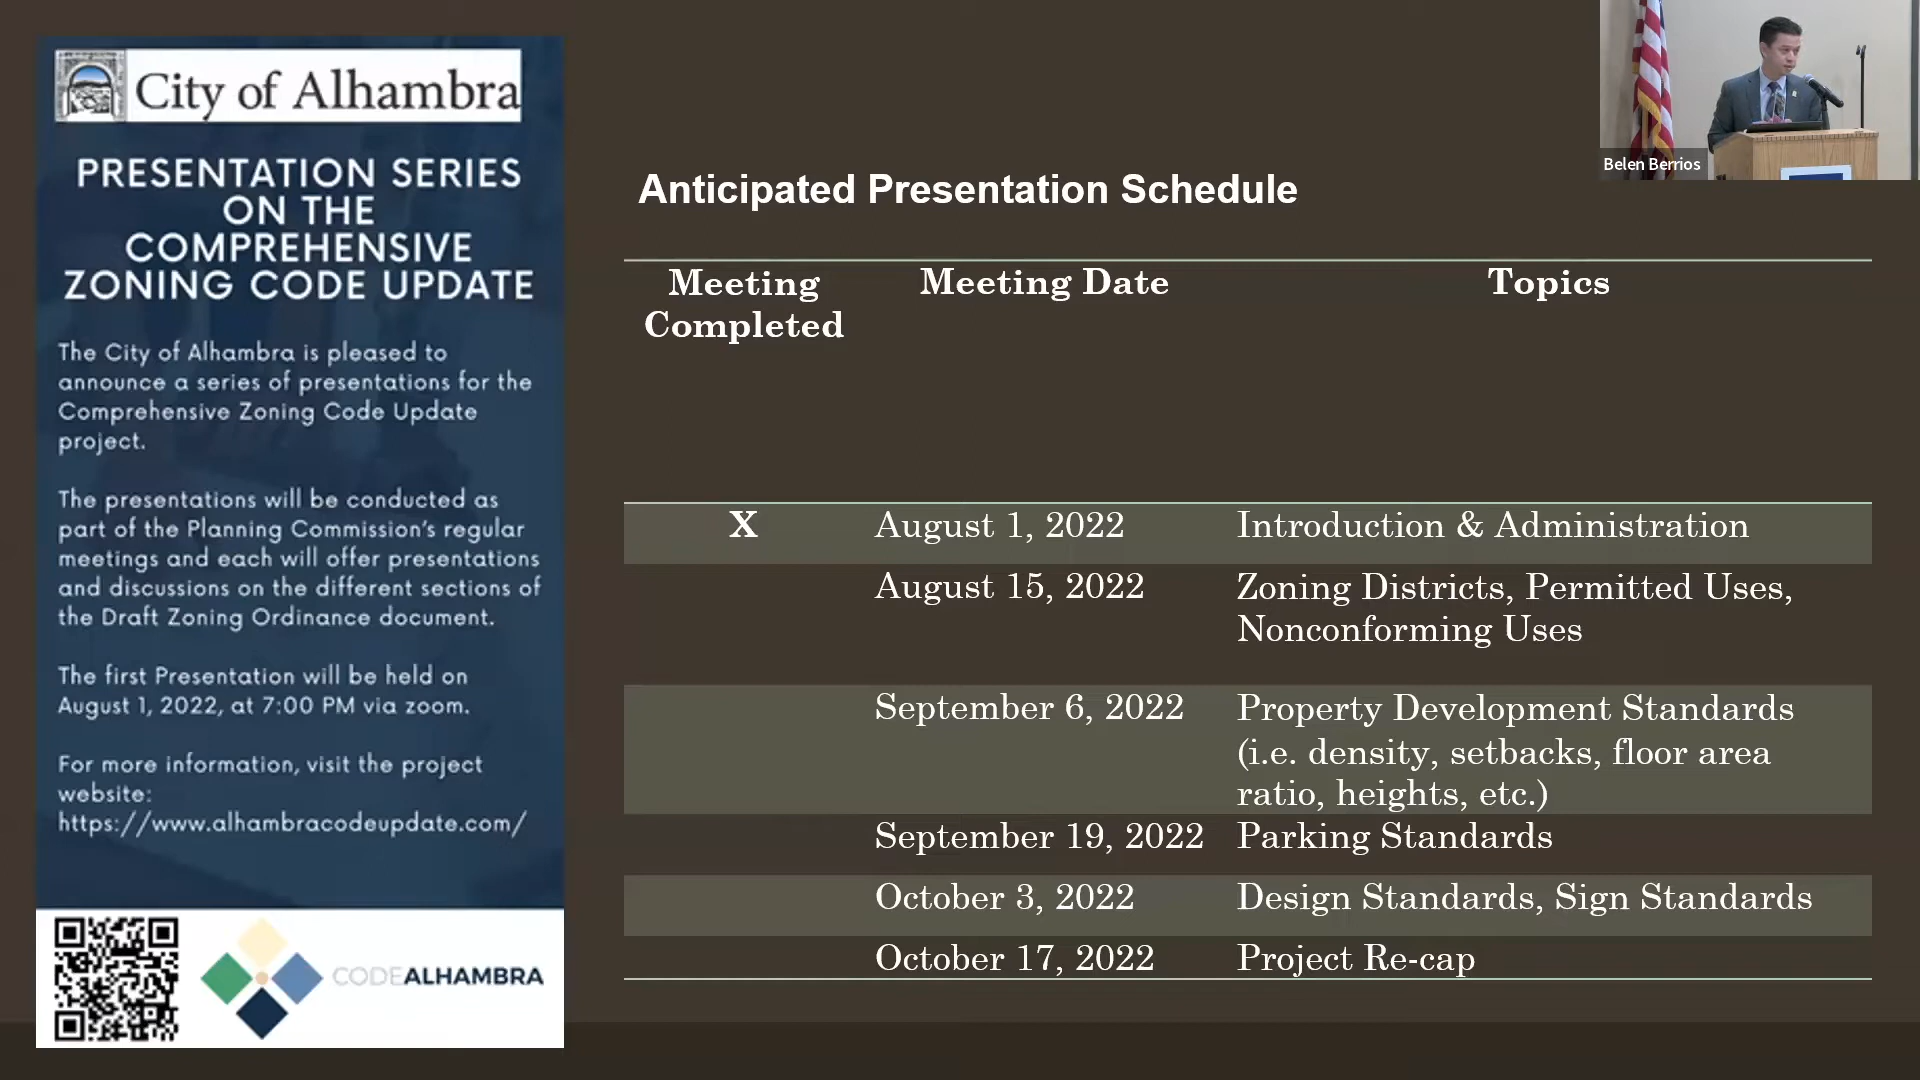 City of Alhambra
PRESENTATION SERIES
ON THE
COMPREHENSIVE
ZONING CODE UPDATE
The City of Alhambra is pleased to
announce a series of presentations for the
Comprehensive Zoning Code Update
project.
The presentations will be conducted as
part of the Planning Commission's regular
meetings and each will offer presentations
and discussions on the different sections of
the Draft Zoning Ordinance document.
The first Presentation will be held on
August 1, 2022, at 7:00 PM via zoom.
For more information, visit the project
website:
https://www.alhambracodeupdate.com/
CODEALHAMBRA
Anticipated Presentation Schedule
Meeting Completed Meeting Date Topics
X August 1, 2022 Introduction & Administration
August 15, 2022 Zoning Districts, Permitted Uses,
Nonconforming Uses
September 6, 2022 Property Development Standards
(i.e. density, setbacks, floor area
ratio, heights, etc.)
September 19, 2022 Parking Standards
October 3, 2022 Design Standards, Sign Standards
October 17, 2022 Project Re-cap
Belen Berrios